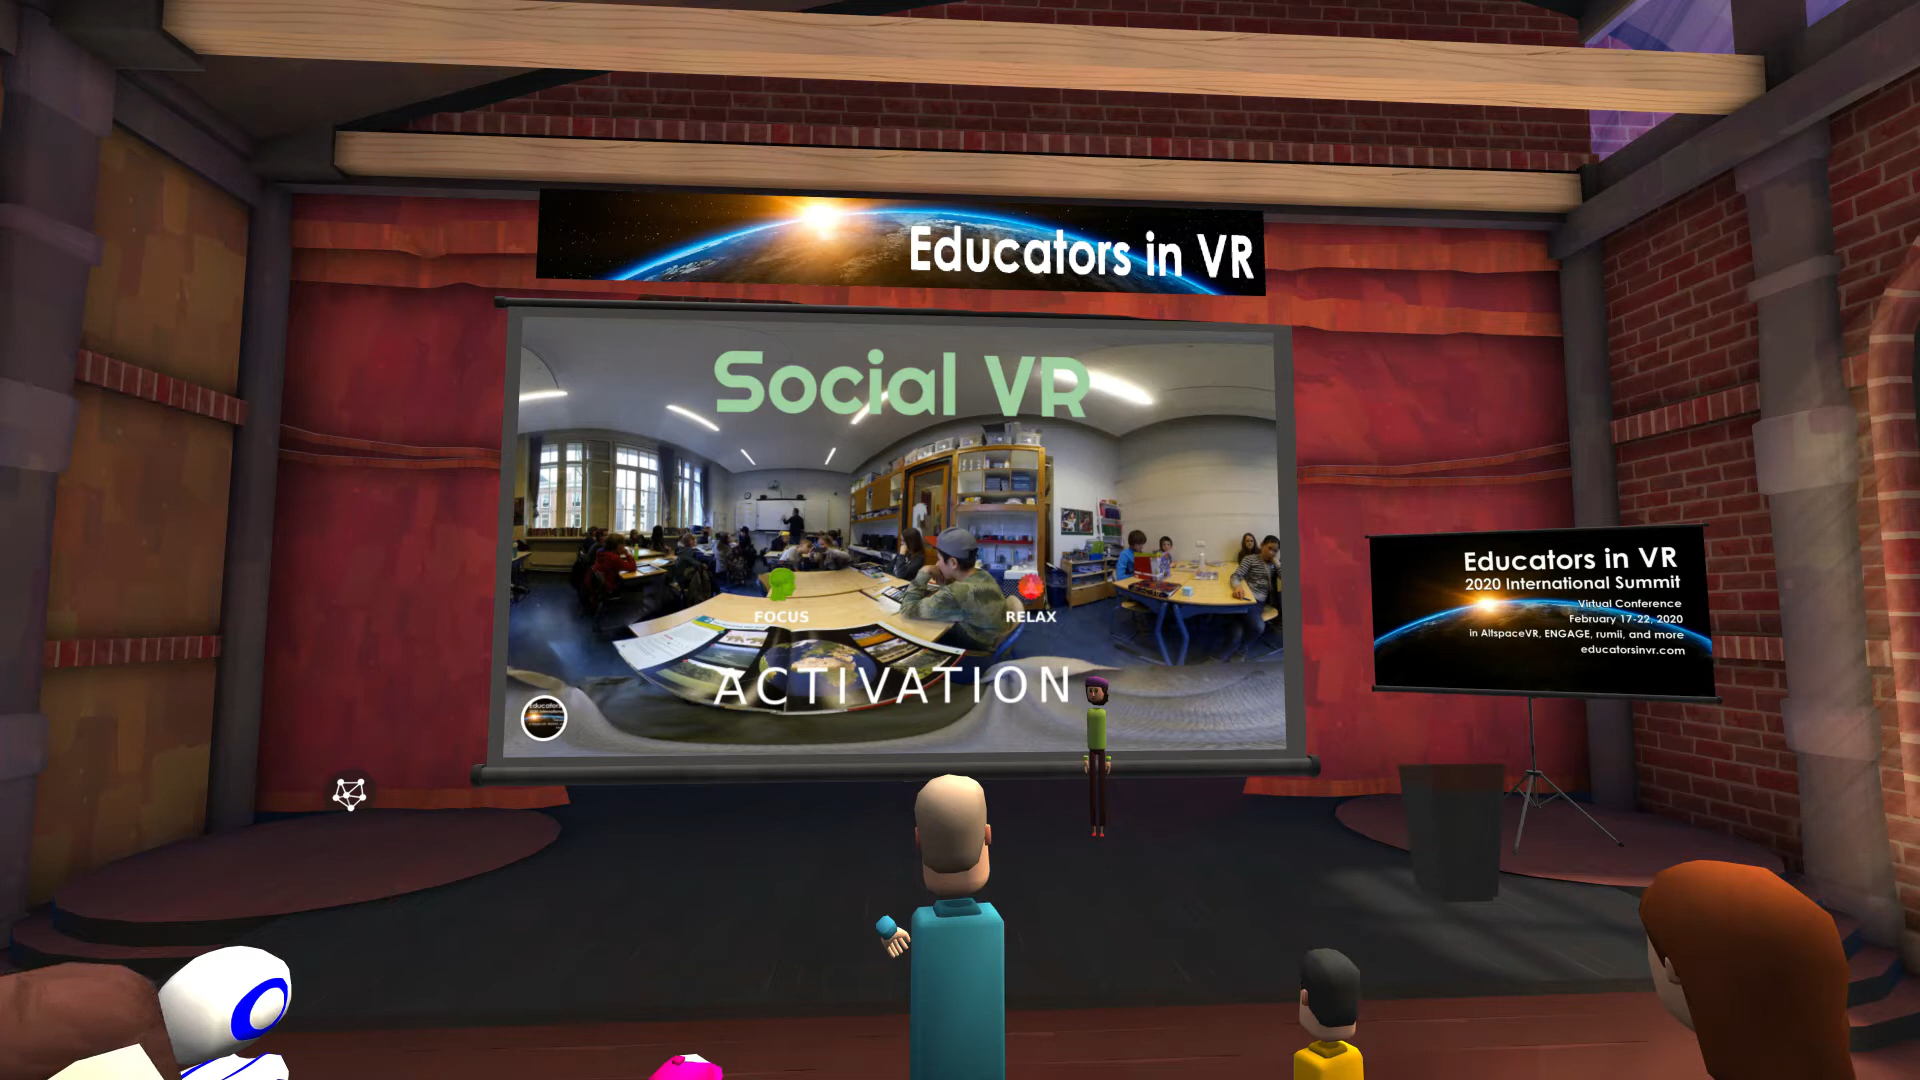 Educators in VR
Social VR
FOCUS
RELAX
ACTIVATION
Educators in VR
2020 International Summit
Virtual Conference
February 17-22, 2020
in AltspaceVR, ENGAGE, rumii, and more
educatorsinvr.com